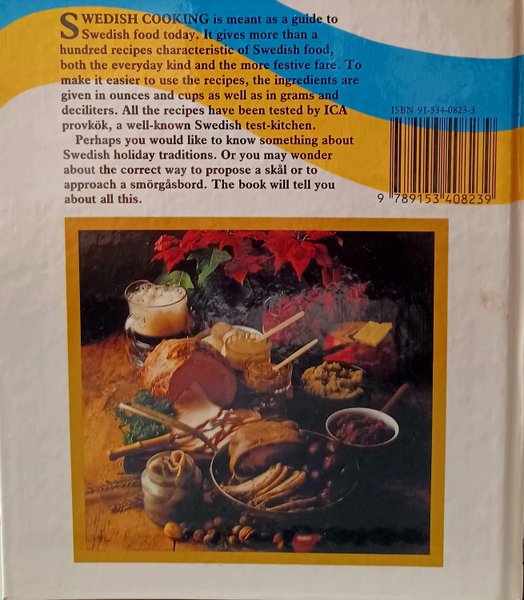 SWEDISH COOKING is meant as a guide to
Swedish food today. It gives more than a
hundred recipes characteristic of Swedish food,
both the everyday kind and the more festive fare. To
make it easier to use the recipes, the ingredients are
given in ounces and cups as well as in grams and
deciliters. All the recipes have been tested by ICA
provkök, a well-known Swedish test-kitchen.
Perhaps you would like to know something about
Swedish holiday traditions. Or you may wonder
about the correct way to propose a skål or to
approach a smörgåsbord. The book will tell you
about all this.
ISBN 91-534-0823-3
9 789153 408239